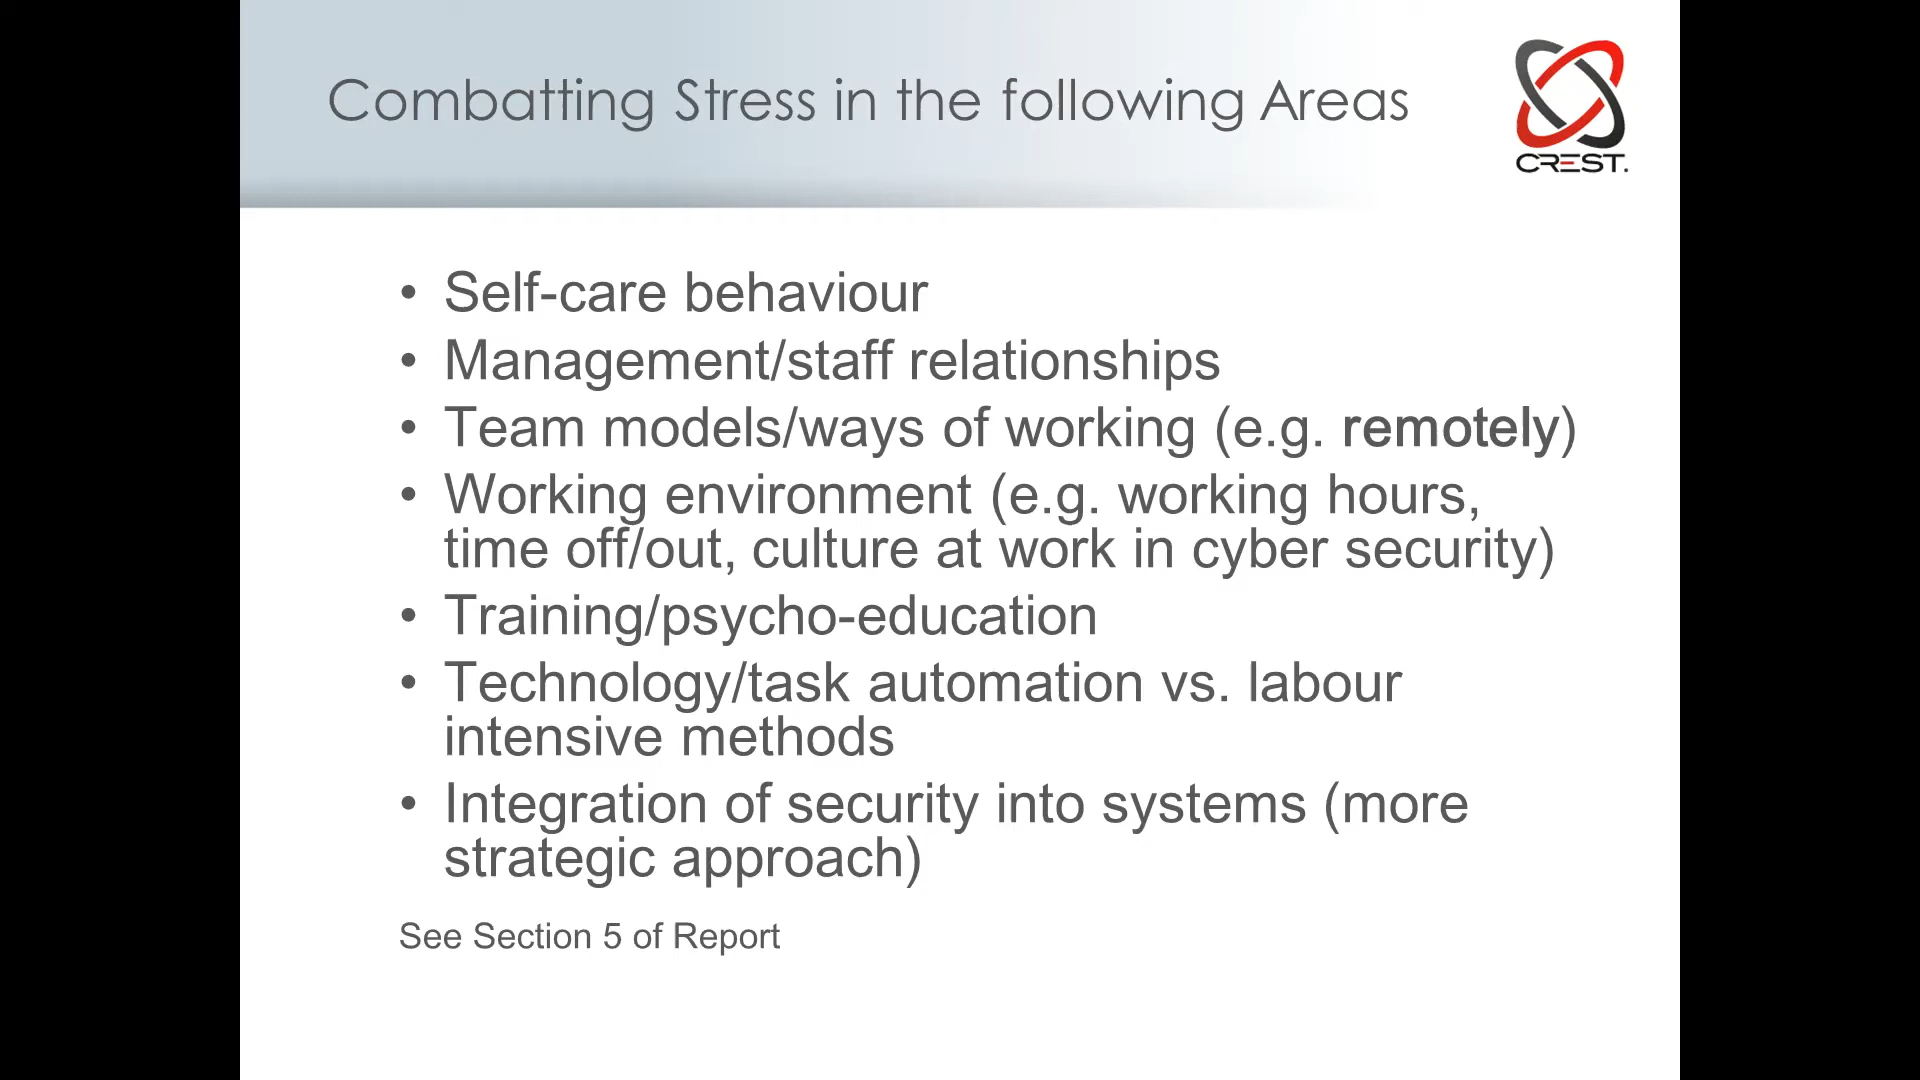 Combatting Stress in the following Areas
CREST.
• Self-care behaviour
• Management/staff relationships
• Team models/ways of working (e.g. remotely)
• Working environment (e.g. working hours,
time off/out, culture at work in cyber security)
• Training/psycho-education
• Technology/task automation vs. labour
intensive methods
• Integration of security into systems (more
strategic approach)
See Section 5 of Report